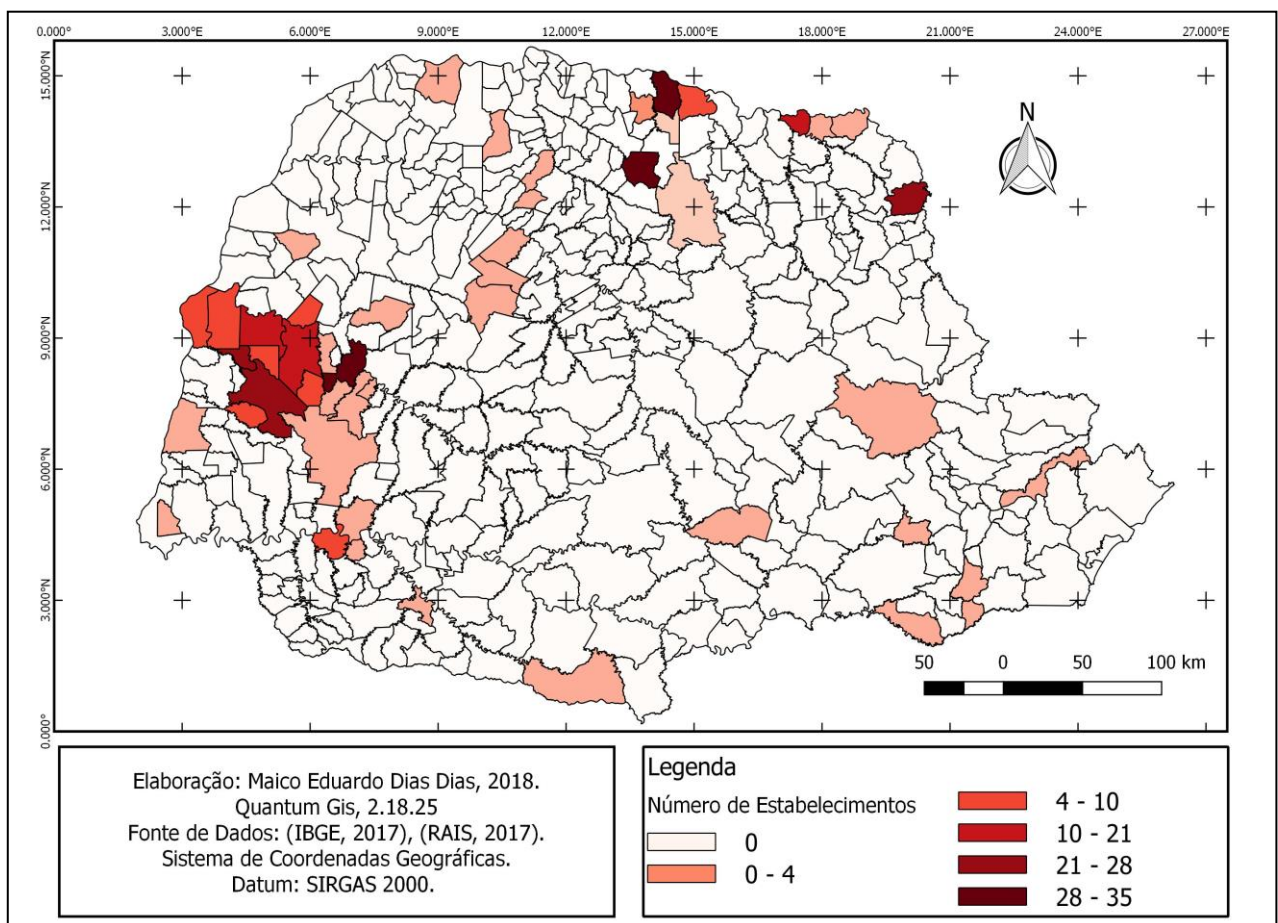 0.000°
3.000°E
6.000°E
9.000°E
12.000°E
15.000°E
18.000°E
21.000°E
24.000°E
27.000°E
15.000°N
12.000°N
9.000°N
6.000°N
3.000°N
0.000°
N
50 0 50 100 km
Elaboração: Maico Eduardo Dias Dias, 2018.
Quantum Gis, 2.18.25
Fonte de Dados: (IBGE, 2017), (RAIS, 2017).
Sistema de Coordenadas Geográficas.
Datum: SIRGAS 2000.
Legenda
Número de Estabelecimentos
0
0 - 4
4 - 10
10 - 21
21 - 28
28 - 35